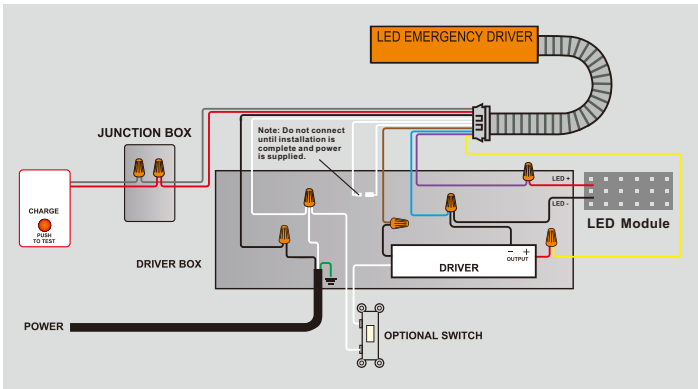 LED EMERGENCY DRIVER
JUNCTION BOX
Note: Do not connect
until installation is
complete and power
is supplied.
LED +
LED -
LED Module
CHARGE
PUSH
TO TEST
DRIVER BOX
- +
OUTPUT
DRIVER
POWER
OPTIONAL SWITCH